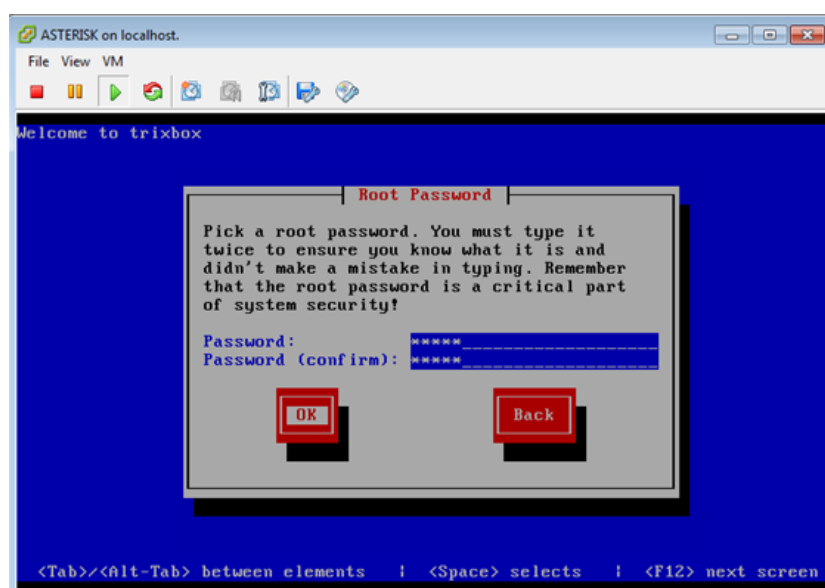 ASTERISK on localhost.
File View VM
Welcome to trixbox
Root Password
Pick a root password. You must type it
twice to ensure you know what it is and
didn't make a mistake in typing. Remember
that the root password is a critical part
of system security!
Password: *****____________________
Password (confirm): *****____________________
OK Back
<Tab>/<Alt-Tab> between elements | <Space> selects | <F12> next screen